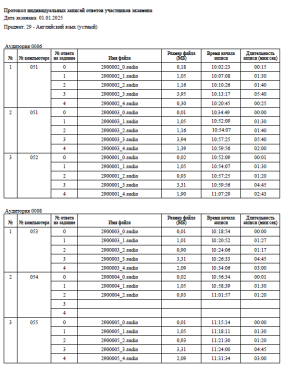 Протокол индивидуальных записей ответов участников экзамена
Дата экзамена: 01.01.2025
Предмет: 29 - Английский язык (устный)
Аудитория 0006
№ № компьютера № ответа на задание Имя файла Размер файла (МБ) Время начала записи Длительность записи (мин:сек)
1 051 0 2900002_0.audio 0,18 10:02:23 00:15
1 2900002_1.audio 1,05 10:07:08 01:30
2 2900002_2.audio 1,16 10:10:26 01:40
3 2900002_3.audio 3,95 10:13:17 05:40
4 2900002_4.audio 0,30 10:20:45 00:25
2 051 0 2900003_0.audio 0,01 10:34:49 00:00
1 2900003_1.audio 1,05 10:52:09 01:30
2 2900003_2.audio 1,16 10:54:07 01:40
3 2900003_3.audio 3,94 10:57:25 05:40
4 2900003_4.audio 1,39 10:59:56 02:00
3 052 0 2900001_0.audio 0,02 10:52:09 00:01
1 2900001_1.audio 1,05 10:54:07 01:30
2 2900001_2.audio 0,93 10:57:25 01:20
3 2900001_3.audio 3,31 10:59:56 04:45
4 2900001_4.audio 1,90 11:07:29 02:43
Аудитория 0008
№ № компьютера № ответа на задание Имя файла Размер файла (МБ) Время начала записи Длительность записи (мин:сек)
1 053 0 2900003_0.audio 0,01 10:18:54 00:00
1 2900003_1.audio 1,01 10:20:52 01:27
2 2900003_2.audio 0,90 10:24:06 01:17
3 2900003_3.audio 3,31 10:26:33 04:45
4 2900003_4.audio 2,09 10:34:06 03:00
2 054 0 2900004_0.audio 0,02 10:56:34 00:01
1 2900004_1.audio 1,05 10:58:39 01:30
2 2900004_2.audio 0,93 11:01:57 01:20
3
4
3 055 0 2900005_0.audio 0,01 11:15:14 00:00
1 2900005_1.audio 1,05 11:18:11 01:30
2 2900005_2.audio 0,93 11:21:30 01:20
3 2900005_3.audio 3,31 11:24:00 04:45
4 2900005_4.audio 2,09 11:31:34 03:00